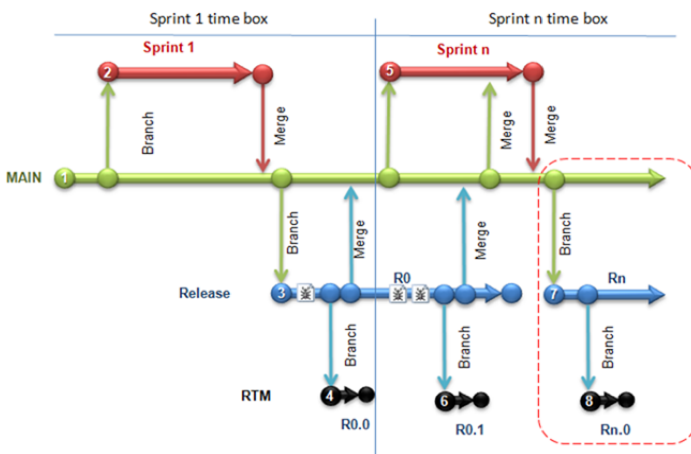 Sprint 1 time box
Sprint n time box
Sprint 1
Sprint n
2
5
Branch
Merge
Merge
Merge
MAIN
1
Branch
Merge
Merge
Branch
Release
3
R0
7
Rn
Branch
Branch
Branch
RTM
4
6
8
R0.0
R0.1
Rn.0